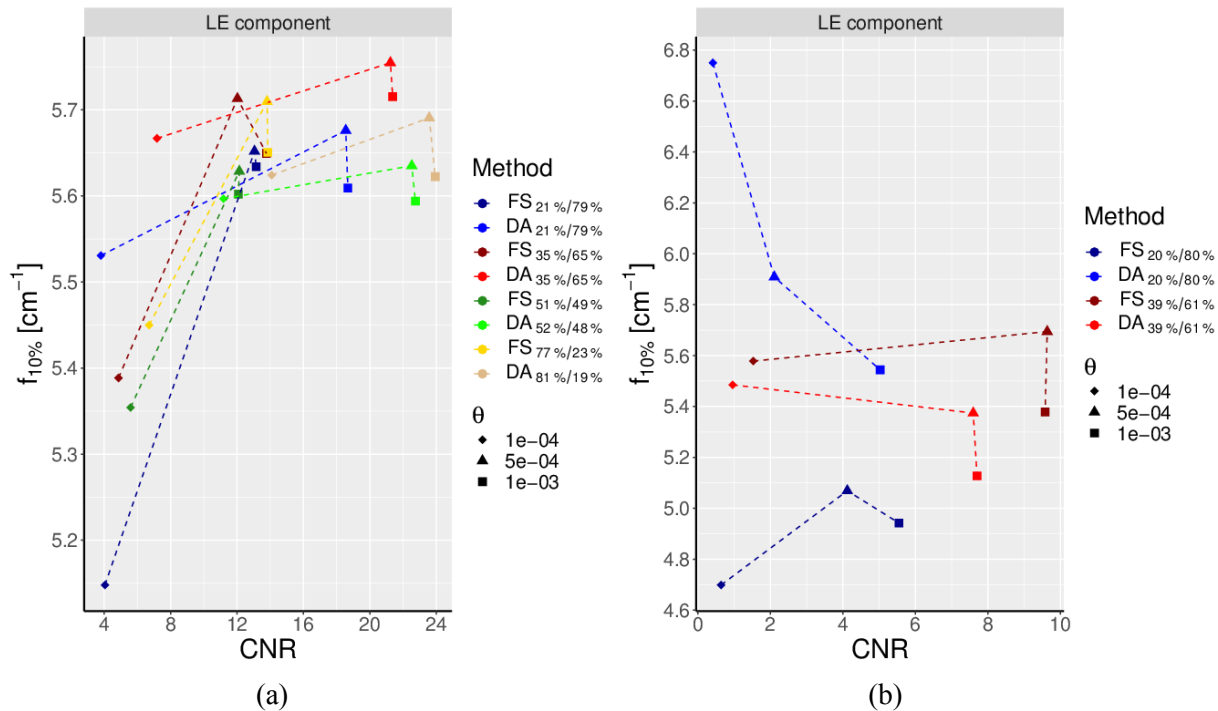 LE component
f10% [cm−1]
5.7
5.6
5.5
5.4
5.3
5.2
4 8 12 16 20 24
CNR
Method
FS 21 %/79 %
DA 21 %/79 %
FS 35 %/65 %
DA 35 %/65 %
FS 51 %/49 %
DA 52 %/48 %
FS 77 %/23 %
DA 81 %/19 %
θ
1e−04
5e−04
1e−03
(a)
LE component
f10% [cm−1]
6.8
6.6
6.4
6.2
6.0
5.8
5.6
5.4
5.2
5.0
4.8
4.6
0 2 4 6 8 10
CNR
Method
FS 20 %/80 %
DA 20 %/80 %
FS 39 %/61 %
DA 39 %/61 %
θ
1e−04
5e−04
1e−03
(b)